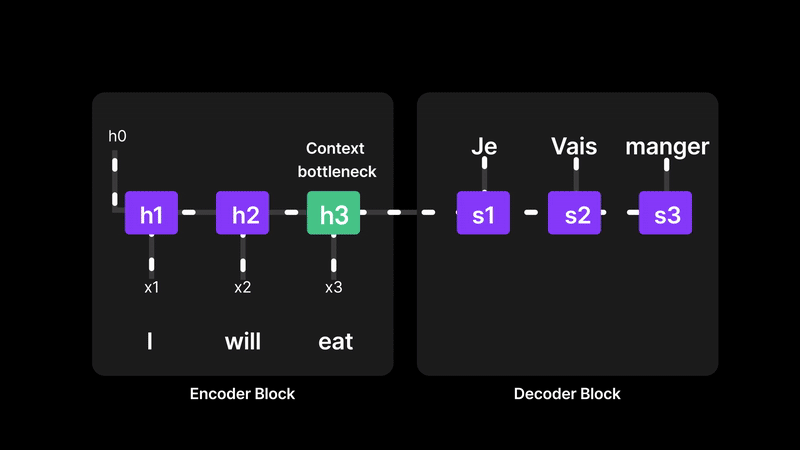 h0
Context
bottleneck
h1 h2 h3
x1 x2 x3
I will eat
Encoder Block
Je Vais manger
s1 s2 s3
Decoder Block